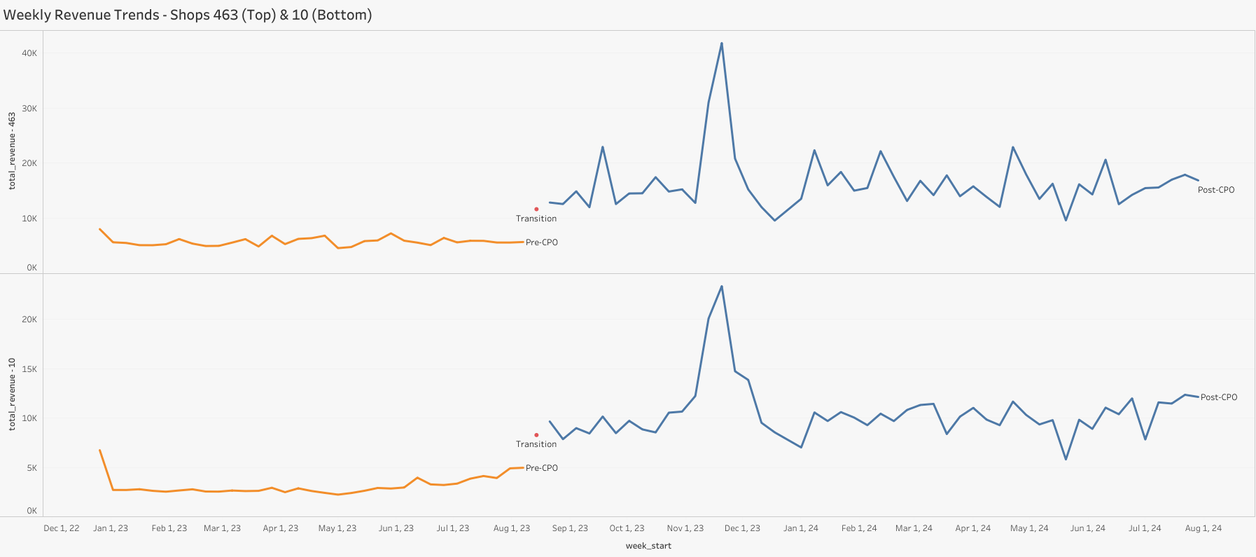 Weekly Revenue Trends - Shops 463 (Top) & 10 (Bottom)
total_revenue - 463
40K
30K
20K
10K
0K
Transition
Pre-CPO
Post-CPO
total_revenue - 10
20K
15K
10K
5K
0K
Transition
Pre-CPO
Post-CPO
Dec 1, 22 Jan 1, 23 Feb 1, 23 Mar 1, 23 Apr 1, 23 May 1, 23 Jun 1, 23 Jul 1, 23 Aug 1, 23 Sep 1, 23 Oct 1, 23 Nov 1, 23 Dec 1, 23 Jan 1, 24 Feb 1, 24 Mar 1, 24 Apr 1, 24 May 1, 24 Jun 1, 24 Jul 1, 24 Aug 1, 24
week_start